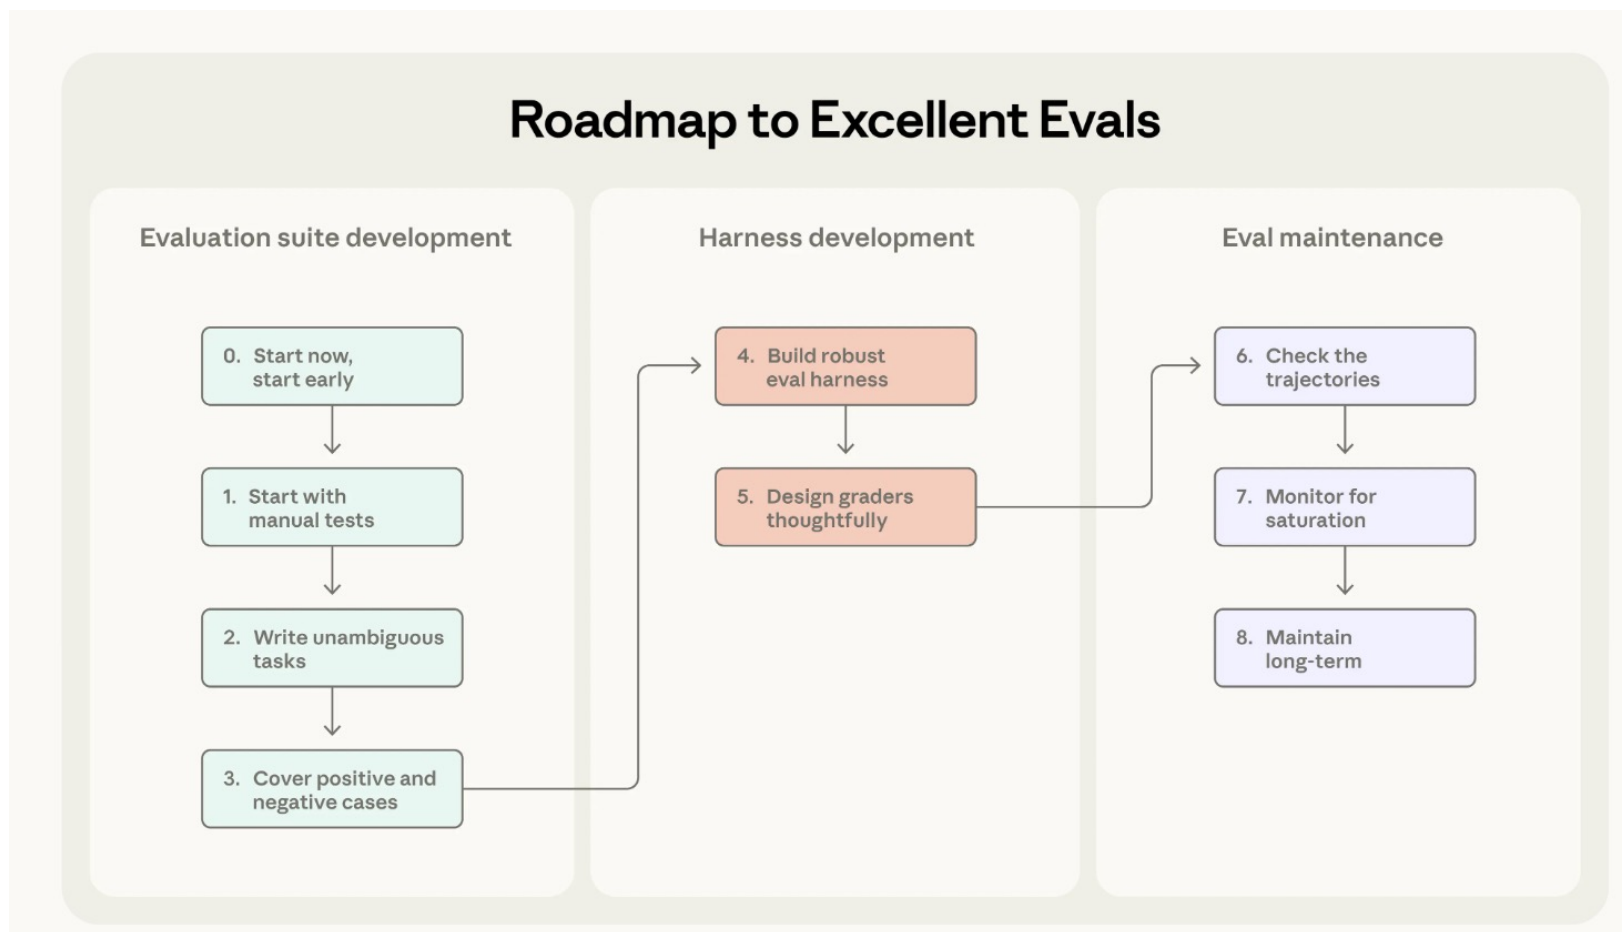 Roadmap to Excellent Evals
Evaluation suite development
0. Start now,
start early
1. Start with
manual tests
2. Write unambiguous
tasks
3. Cover positive and
negative cases
Harness development
4. Build robust
eval harness
5. Design graders
thoughtfully
Eval maintenance
6. Check the
trajectories
7. Monitor for
saturation
8. Maintain
long-term